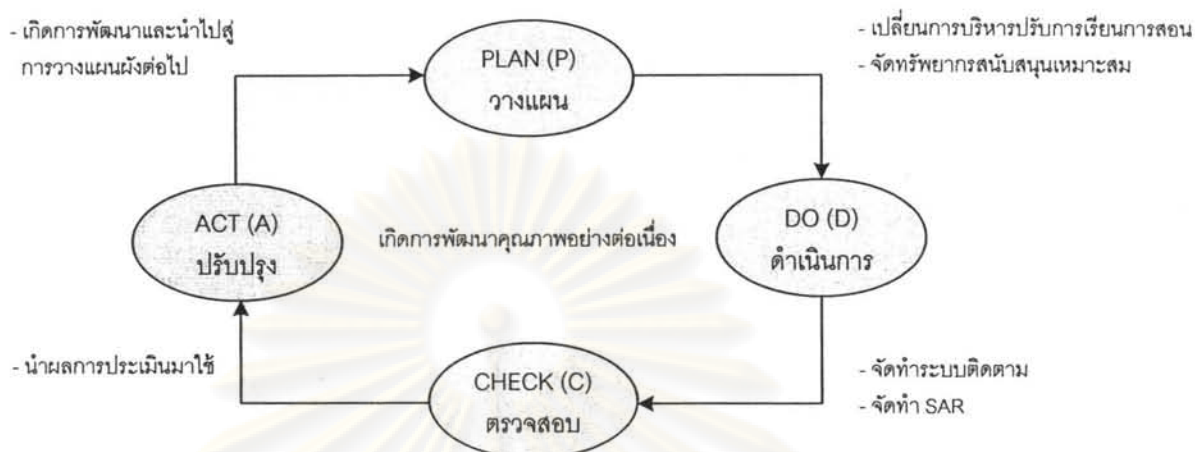 - เกิดการพัฒนาและนำไปสู่
การวางแผนผังต่อไป
PLAN (P)
วางแผน
- เปลี่ยนการบริหารปรับการเรียนการสอน
- จัดทรัพยากรสนับสนุนเหมาะสม
ACT (A)
ปรับปรุง
เกิดการพัฒนาคุณภาพอย่างต่อเนื่อง
DO (D)
ดำเนินการ
- นำผลการประเมินมาใช้
CHECK (C)
ตรวจสอบ
- จัดทำระบบติดตาม
- จัดทำ SAR